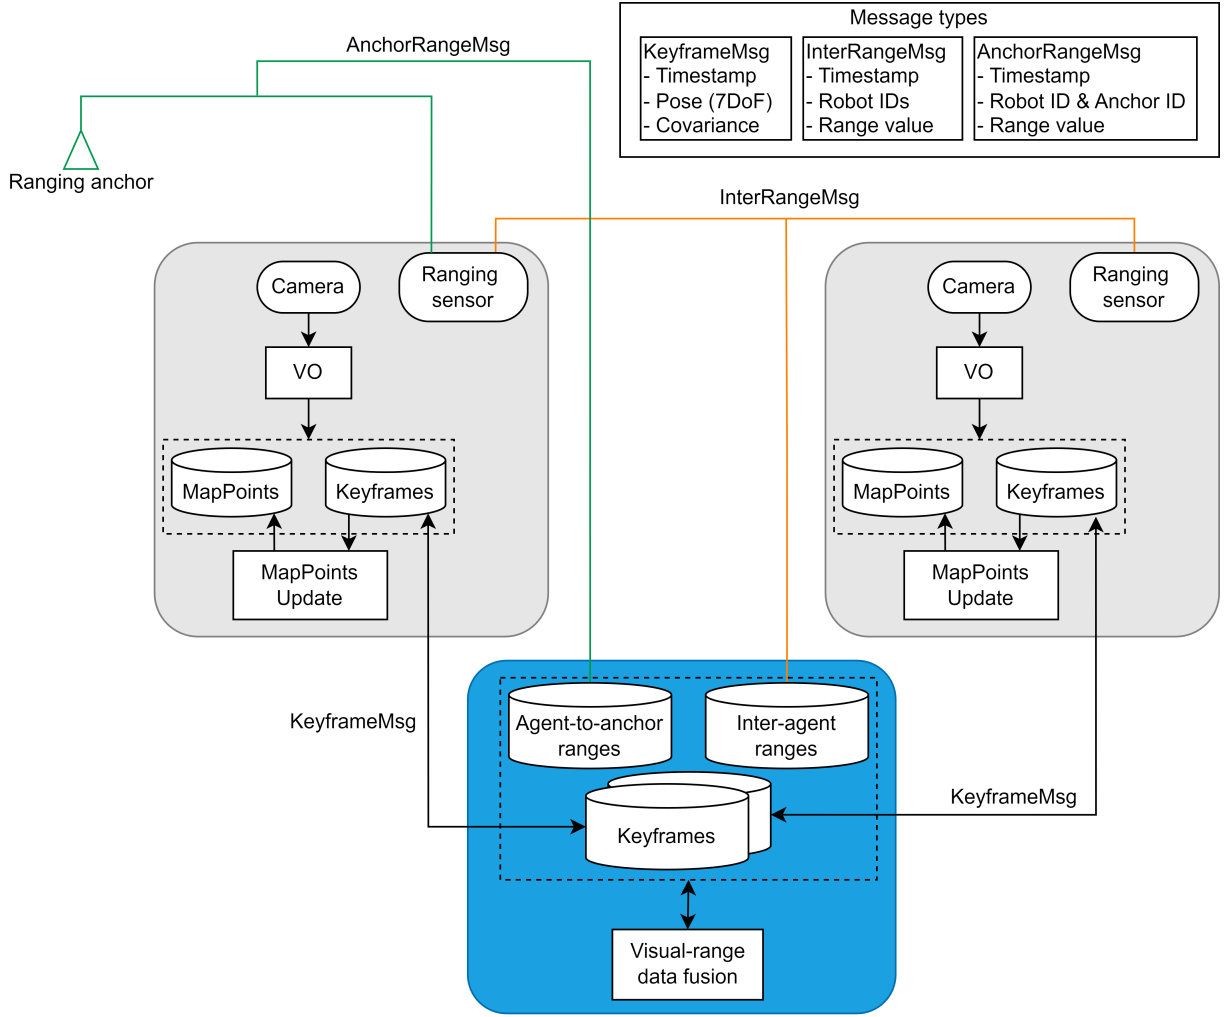 AnchorRangeMsg
Message types
KeyframeMsg
- Timestamp
- Pose (7DoF)
- Covariance
InterRangeMsg
- Timestamp
- Robot IDs
- Range value
AnchorRangeMsg
- Timestamp
- Robot ID & Anchor ID
- Range value
Ranging anchor
InterRangeMsg
Camera
Ranging
sensor
VO
MapPoints
Keyframes
MapPoints
Update
Camera
Ranging
sensor
VO
MapPoints
Keyframes
MapPoints
Update
KeyframeMsg
Agent-to-anchor
ranges
Inter-agent
ranges
KeyframeMsg
Keyframes
Visual-range
data fusion